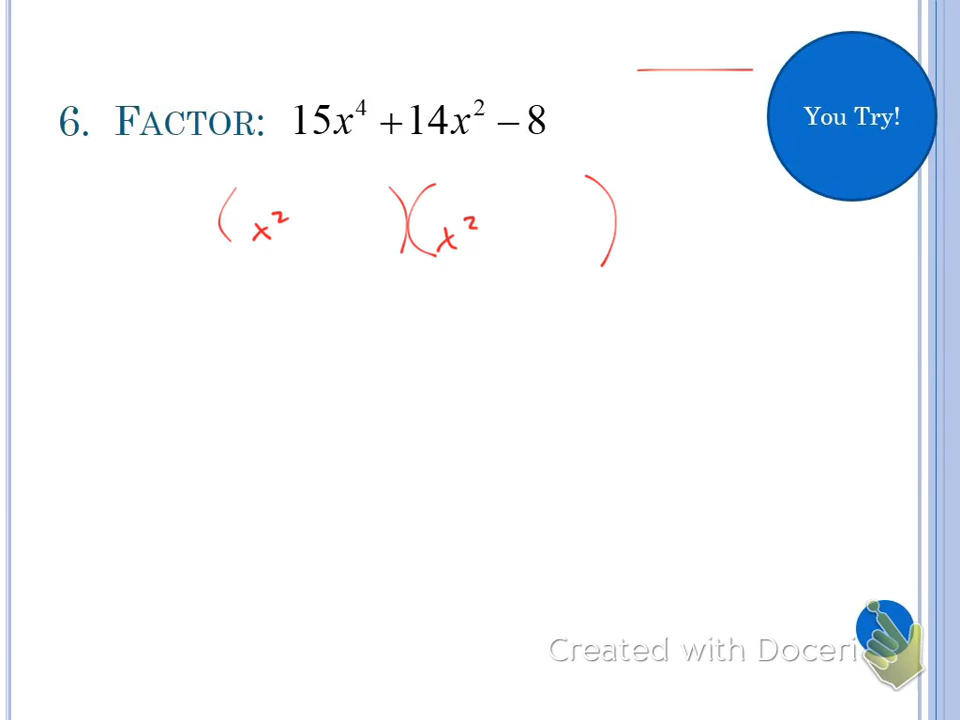 You Try!
6. FACTOR: 15x⁴ + 14x² − 8
( x² )( x² )
Created with Doceri